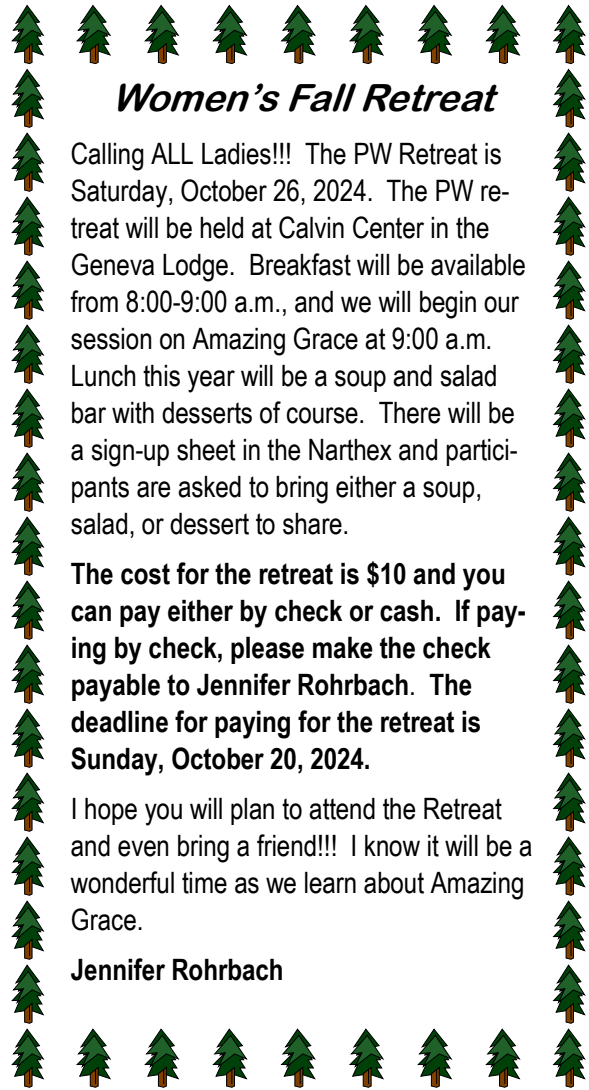 Women's Fall Retreat
Calling ALL Ladies!!!  The PW Retreat is
Saturday, October 26, 2024.  The PW re-
treat will be held at Calvin Center in the
Geneva Lodge.  Breakfast will be available
from 8:00-9:00 a.m., and we will begin our
session on Amazing Grace at 9:00 a.m.
Lunch this year will be a soup and salad
bar with desserts of course.  There will be
a sign-up sheet in the Narthex and partici-
pants are asked to bring either a soup,
salad, or dessert to share.
The cost for the retreat is $10 and you
can pay either by check or cash.  If pay-
ing by check, please make the check
payable to Jennifer Rohrbach.  The
deadline for paying for the retreat is
Sunday, October 20, 2024.
I hope you will plan to attend the Retreat
and even bring a friend!!!  I know it will be a
wonderful time as we learn about Amazing
Grace.
Jennifer Rohrbach